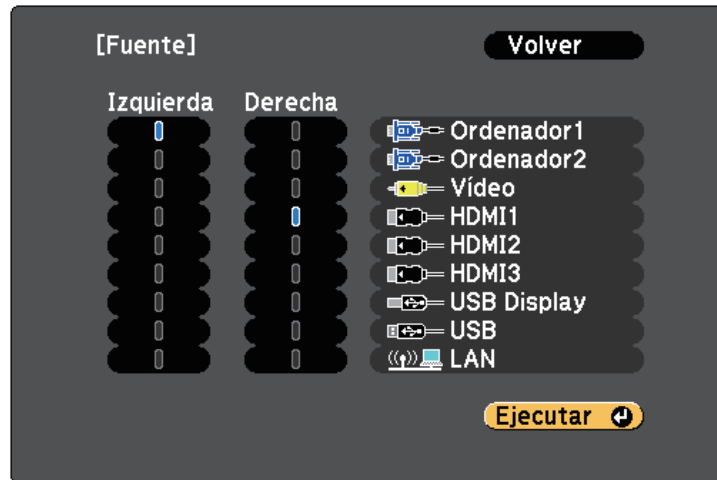 [Fuente]
Volver
Izquierda Derecha
Ordenador1
Ordenador2
Vídeo
HDMI1
HDMI2
HDMI3
USB Display
USB
LAN
Ejecutar